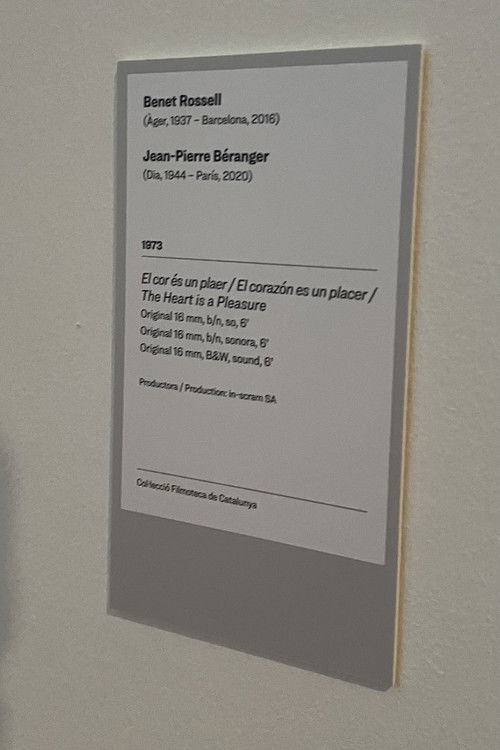 Benet Rossell
(Àger, 1937 – Barcelona, 2016)
Jean-Pierre Béranger
(Dia, 1944 – París, 2020)
1973
El cor és un plaer / El corazón es un placer /
The Heart is a Pleasure
Original 16 mm, b/n, so, 6'
Original 16 mm, b/n, sonora, 6'
Original 16 mm, B&W, sound, 6'
Productora / Production: in-scram SA
Col·lecció Filmoteca de Catalunya